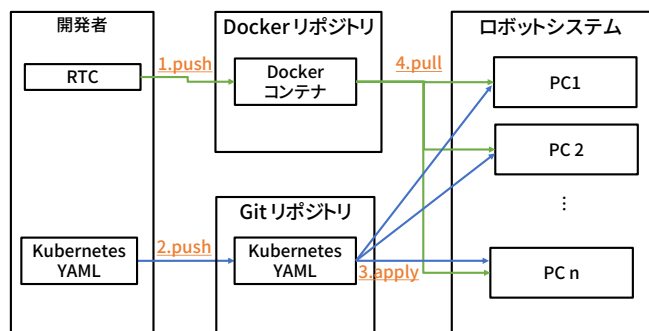 開発者
RTC
Kubernetes
YAML
1.push
2.push
Dockerリポジトリ
Docker
コンテナ
Gitリポジトリ
Kubernetes
YAML
4.pull
3.apply
ロボットシステム
PC1
PC 2
…
PC n